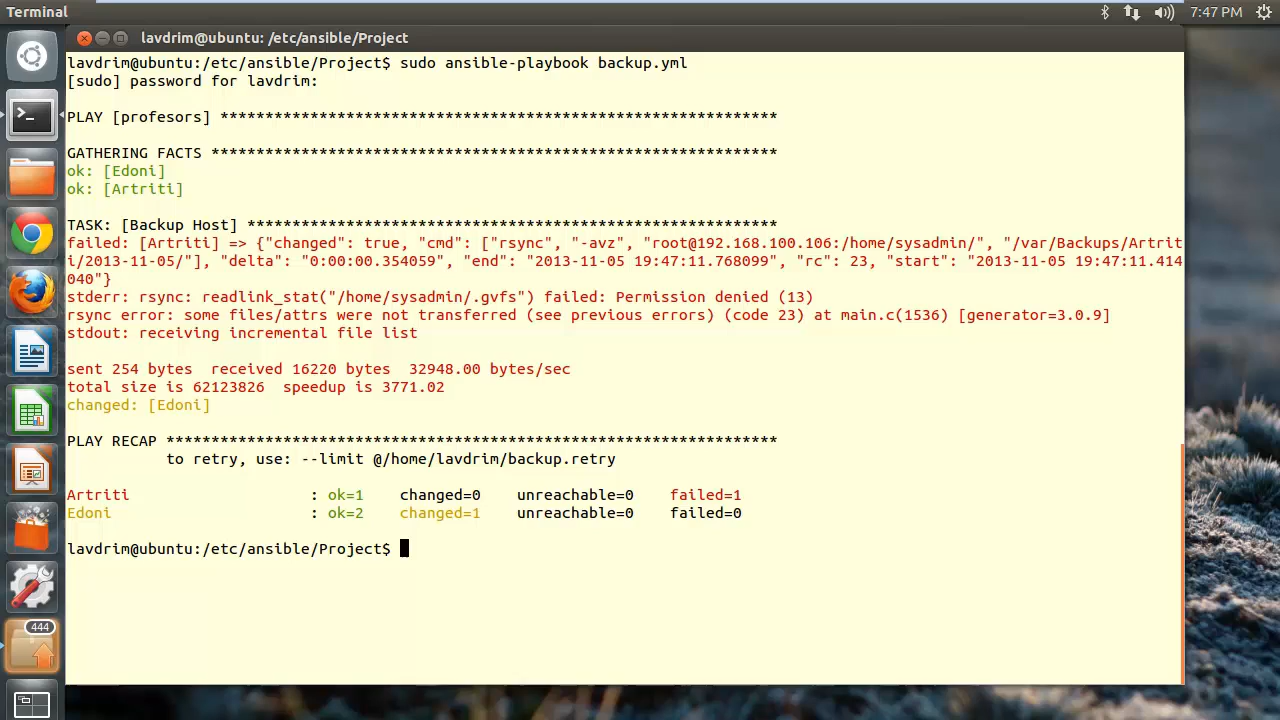 Terminal
7:47 PM
lavdrim@ubuntu: /etc/ansible/Project
lavdrim@ubuntu:/etc/ansible/Project$ sudo ansible-playbook backup.yml
[sudo] password for lavdrim:
PLAY [profesors] **************************************************************
GATHERING FACTS ***************************************************************
ok: [Edoni]
ok: [Artriti]
TASK: [Backup Host] ***********************************************************
failed: [Artriti] => {"changed": true, "cmd": ["rsync", "-avz", "root@192.168.100.106:/home/sysadmin/", "/var/Backups/Artrit
i/2013-11-05/"], "delta": "0:00:00.354059", "end": "2013-11-05 19:47:11.768099", "rc": 23, "start": "2013-11-05 19:47:11.414
040"}
stderr: rsync: readlink_stat("/home/sysadmin/.gvfs") failed: Permission denied (13)
rsync error: some files/attrs were not transferred (see previous errors) (code 23) at main.c(1536) [generator=3.0.9]
stdout: receiving incremental file list
sent 254 bytes  received 16220 bytes  32948.00 bytes/sec
total size is 62123826  speedup is 3771.02
changed: [Edoni]
PLAY RECAP ********************************************************************
to retry, use: --limit @/home/lavdrim/backup.retry
Artriti : ok=1 changed=0 unreachable=0 failed=1
Edoni : ok=2 changed=1 unreachable=0 failed=0
lavdrim@ubuntu:/etc/ansible/Project$
444